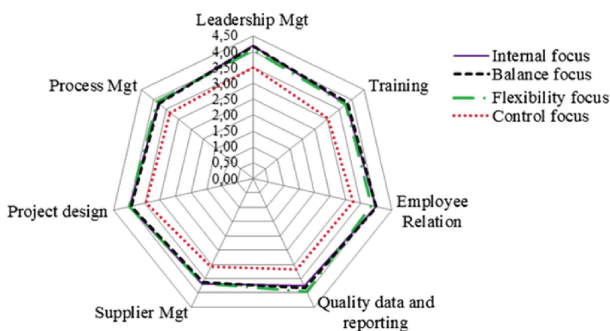 Leadership Mgt
4,50
4,00
3,50
3,00
2,50
2,00
1,50
1,00
0,50
0,00
Training
Employee
Relation
Quality data and
reporting
Supplier Mgt
Project design
Process Mgt
Internal focus
Balance focus
Flexibility focus
Control focus